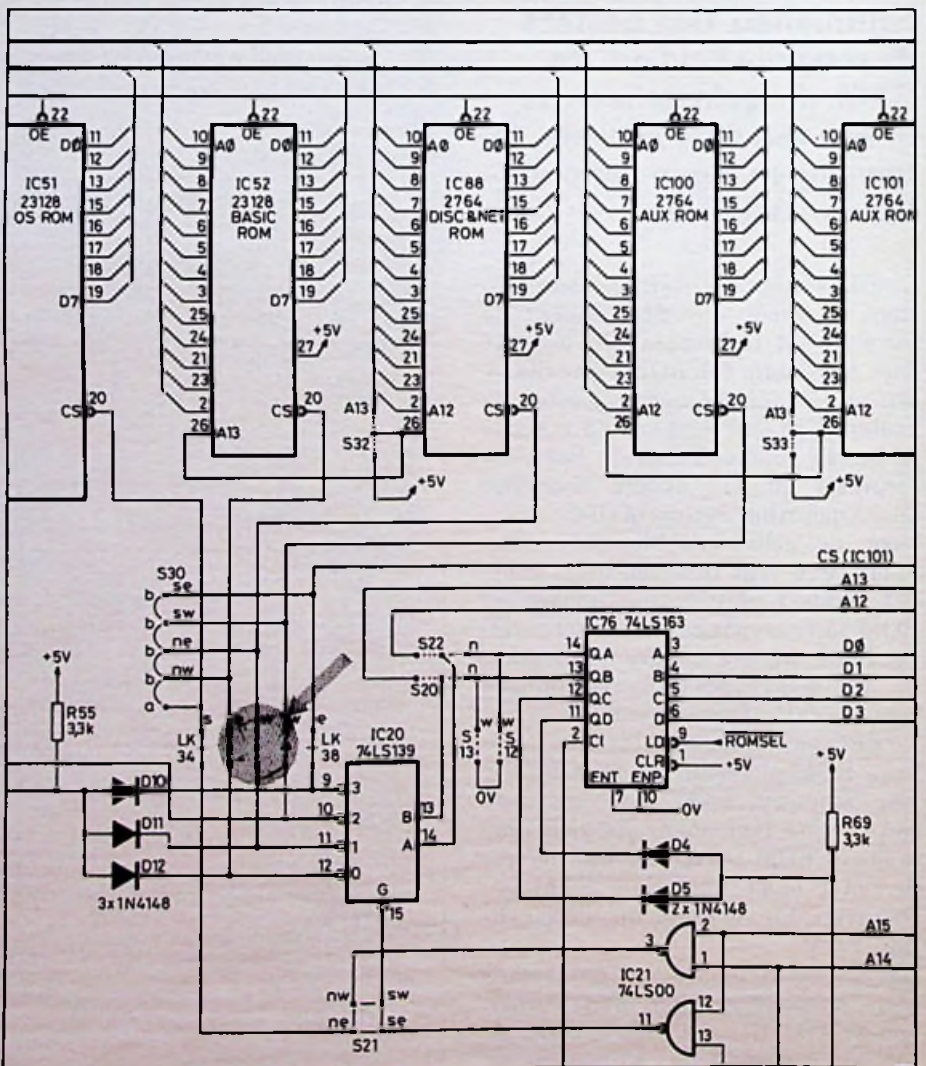 22 22 22 22 22
OE OE OE OE OE
IC51
23128
OS ROM
D0 11
12
13
15
16
17
18
D7 19
CS 20
10 A0
9
8
7
6
5
4
3
25
24
21
23
2
26 A13
IC52
23128
BASIC
ROM
D0 11
12
13
15
16
17
18
D7 19
+5V
27
CS 20
10 A0
9
8
7
6
5
4
3
25
24
21
23
2 A12
26
A13
S32
+5V
IC88
2764
DISC & NET
ROM
D0 11
12
13
15
16
17
18
D7 19
+5V
27
CS 20
10 A0
9
8
7
6
5
4
3
25
24
21
23
2 A12
26
IC100
2764
AUX ROM
D0 11
12
13
15
16
17
18
D7 19
+5V
27
CS 20
10 A0
9
8
7
6
5
4
3
25
24
21
23
2 A12
26
A13
S33
+5V
IC101
2764
AUX ROM
CS (IC101)
A13
A12
S30
b se
b sw
b ne
b nw
a
s
e
LK
34
LK
38
+5V
R55
3,3k
D10
D11
D12
3x1N4148
IC20
74LS139
9 3
10 2
11 1
12 0
B 13
A 14
G
15
S22
S20
n
n
w w
S
13
S
12
0V
IC76 74LS163
14 QA A 3 D0
13 QB B 4 D1
12 QC C 5 D2
11 QD D 6 D3
2 CI LD 9 ROMSEL
CLR 1 +5V
ENT ENP
7 10 0V
+5V
R69
3,3k
D4
D5
2x1N4148
3 2 A15
1 A14
IC21
74LS00
11 12
13
nw sw
ne se
S21